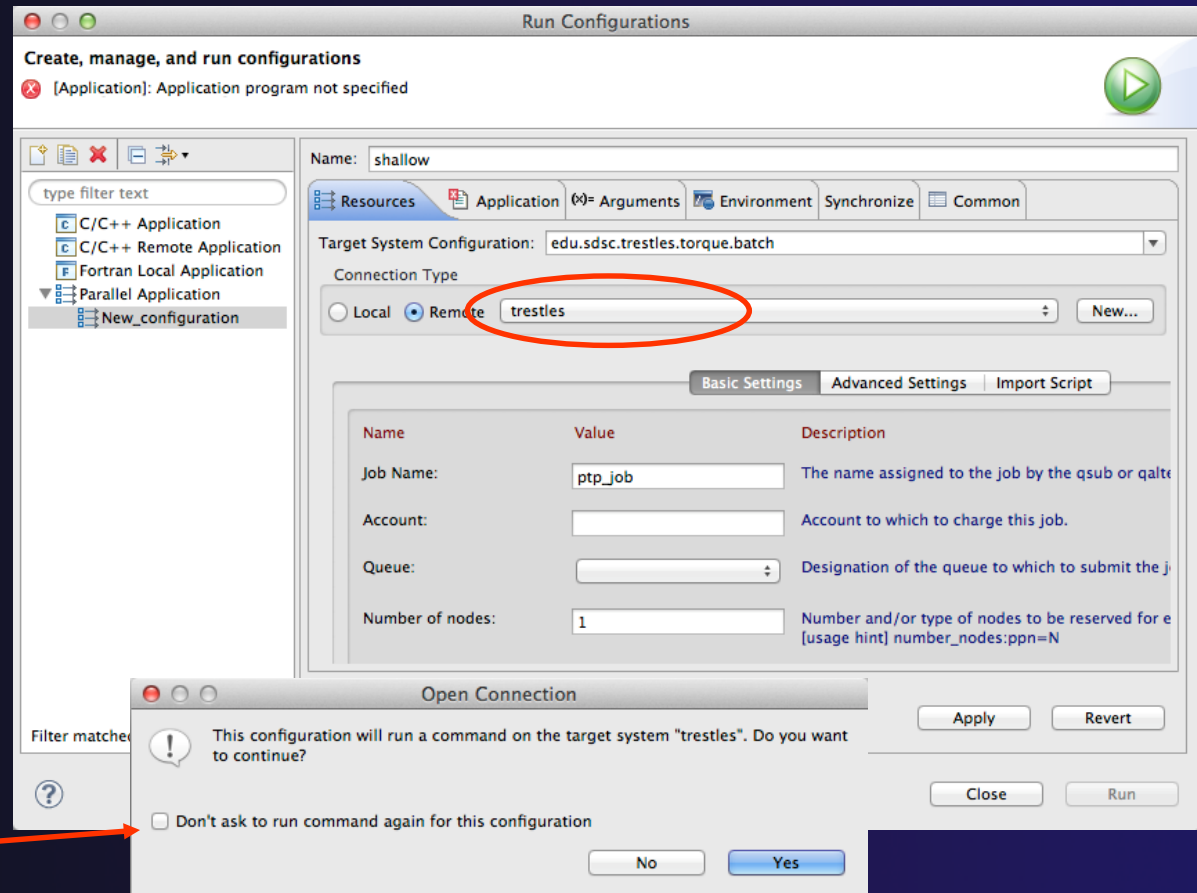 Run Configurations
Create, manage, and run configurations
[Application]: Application program not specified
type filter text
C/C++ Application
C/C++ Remote Application
Fortran Local Application
Parallel Application
New_configuration
Filter matched
Name: shallow
Resources Application (x)= Arguments Environment Synchronize Common
Target System Configuration: edu.sdsc.trestles.torque.batch
Connection Type
Local Remote trestles New...
Basic Settings Advanced Settings Import Script
Name Value Description
Job Name: ptp_job The name assigned to the job by the qsub or qalte
Account: Account to which to charge this job.
Queue: Designation of the queue to which to submit the j
Number of nodes: 1 Number and/or type of nodes to be reserved for e
[usage hint] number_nodes:ppn=N
Apply Revert
Close Run
Open Connection
This configuration will run a command on the target system "trestles". Do you want
to continue?
Don't ask to run command again for this configuration
No Yes